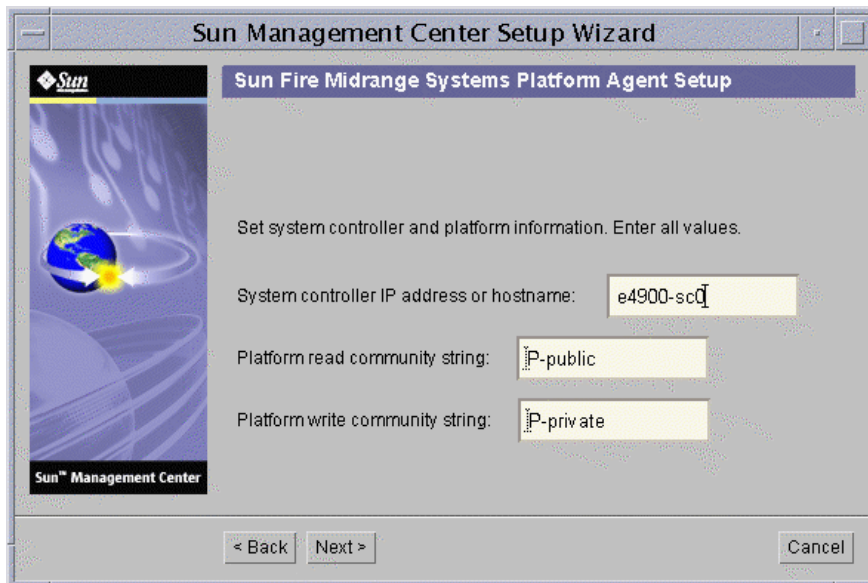 Sun Management Center Setup Wizard
Sun
Sun Fire Midrange Systems Platform Agent Setup
Set system controller and platform information. Enter all values.
System controller IP address or hostname: e4900-sc0
Platform read community string: P-public
Platform write community string: P-private
Sun™ Management Center
< Back Next > Cancel